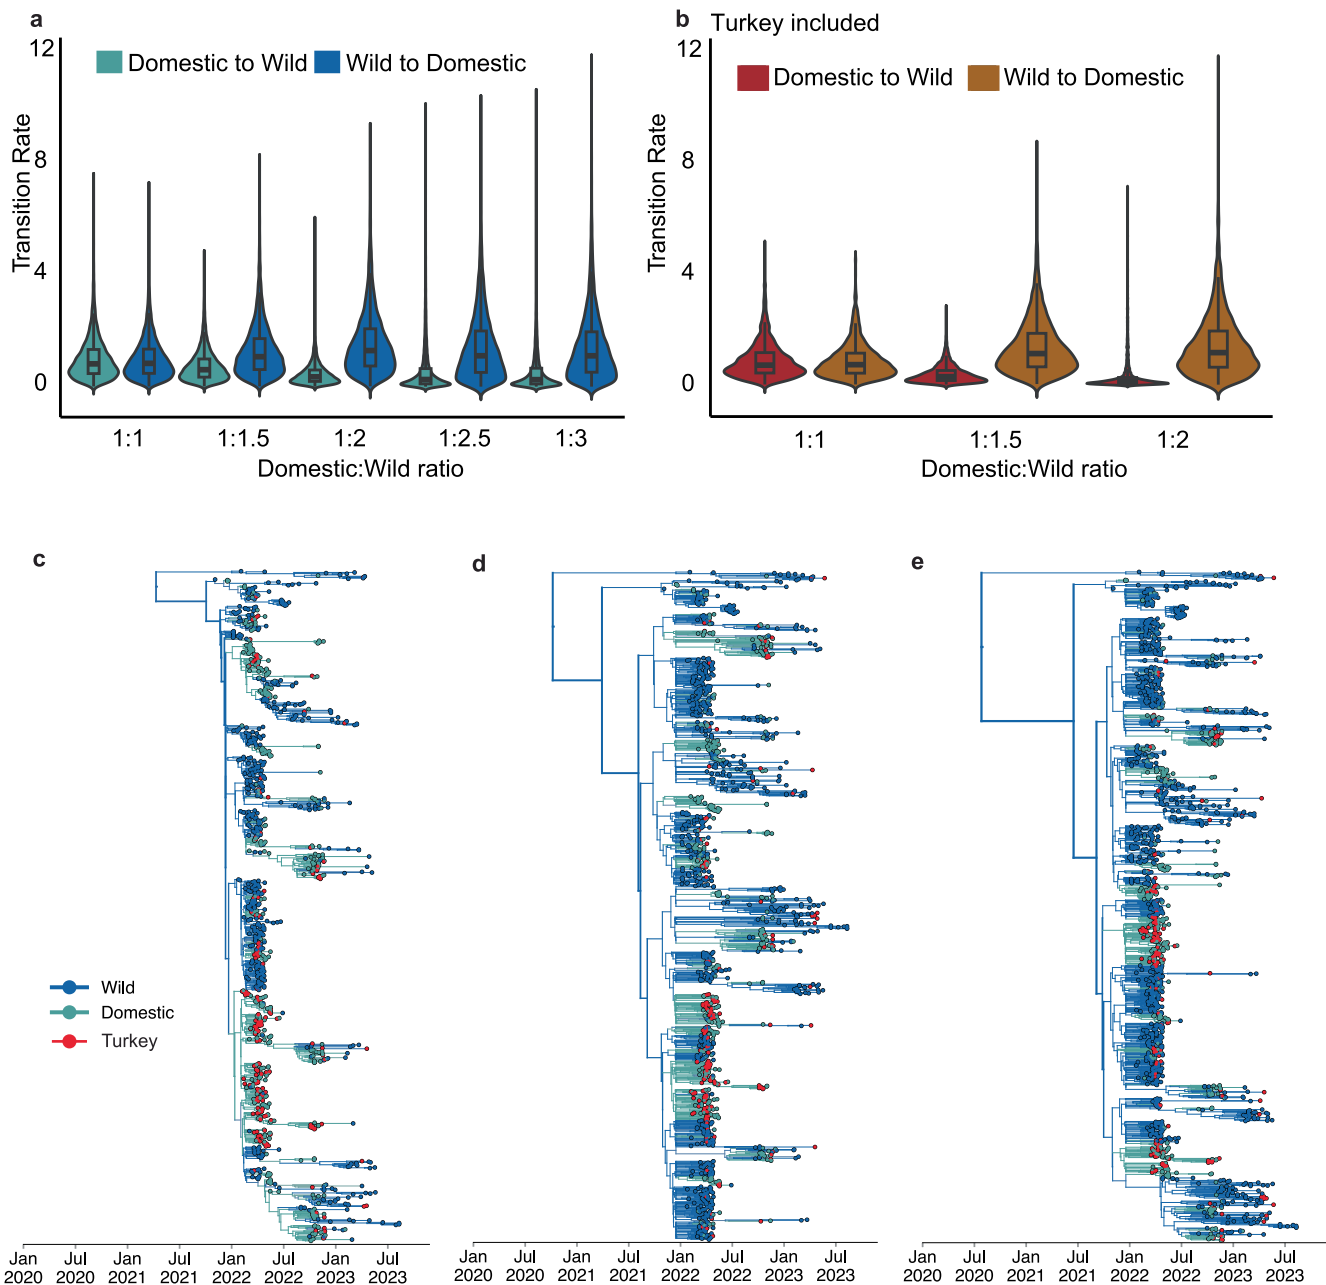 a
12
8
4
0
Transition Rate
Domestic to Wild Wild to Domestic
1:1 1:1.5 1:2 1:2.5 1:3
Domestic:Wild ratio
b Turkey included
12
8
4
0
Transition Rate
Domestic to Wild Wild to Domestic
1:1 1:1.5 1:2
Domestic:Wild ratio
c
Wild
Domestic
Turkey
Jan Jul Jan Jul Jan Jul Jan Jul
2020 2020 2021 2021 2022 2022 2023 2023
d
Jan Jul Jan Jul Jan Jul Jan Jul
2020 2020 2021 2021 2022 2022 2023 2023
e
Jan Jul Jan Jul Jan Jul Jan Jul
2020 2020 2021 2021 2022 2022 2023 2023